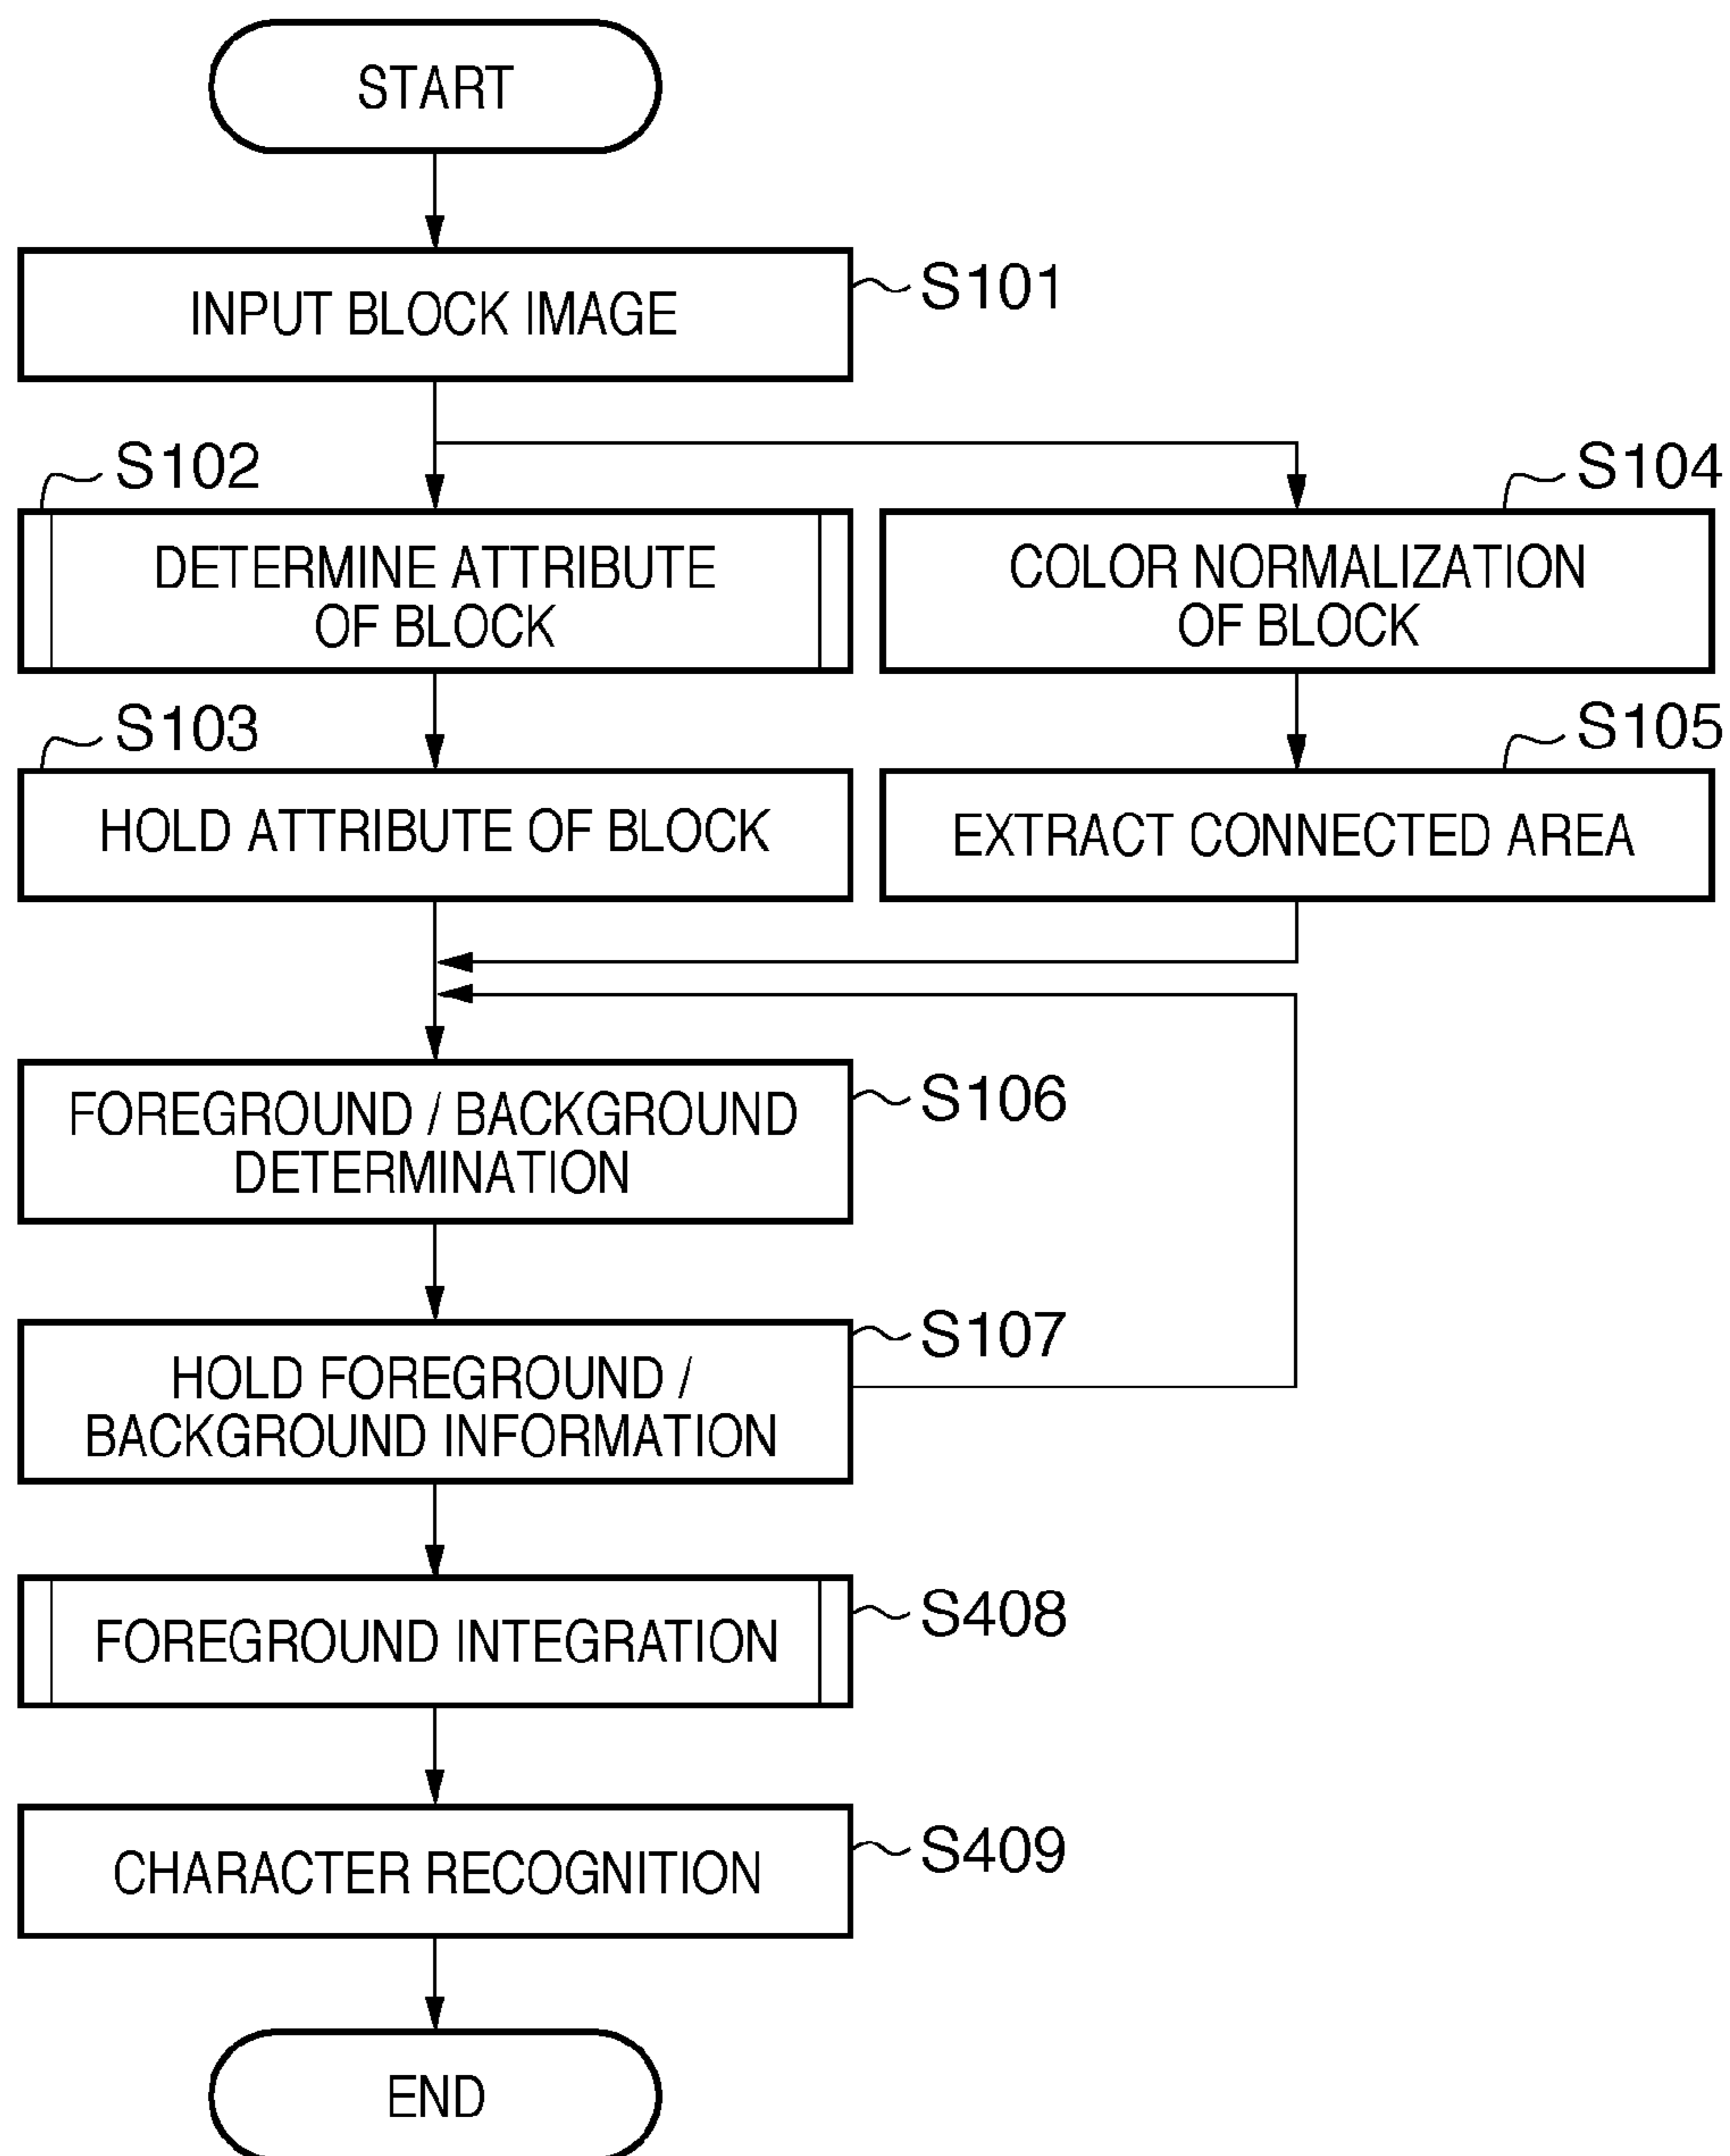 START
INPUT BLOCK IMAGE
S101
S102
DETERMINE ATTRIBUTE
OF BLOCK
S104
COLOR NORMALIZATION
OF BLOCK
S103
HOLD ATTRIBUTE OF BLOCK
S105
EXTRACT CONNECTED AREA
FOREGROUND / BACKGROUND
DETERMINATION
S106
HOLD FOREGROUND /
BACKGROUND INFORMATION
S107
FOREGROUND INTEGRATION
S408
CHARACTER RECOGNITION
S409
END